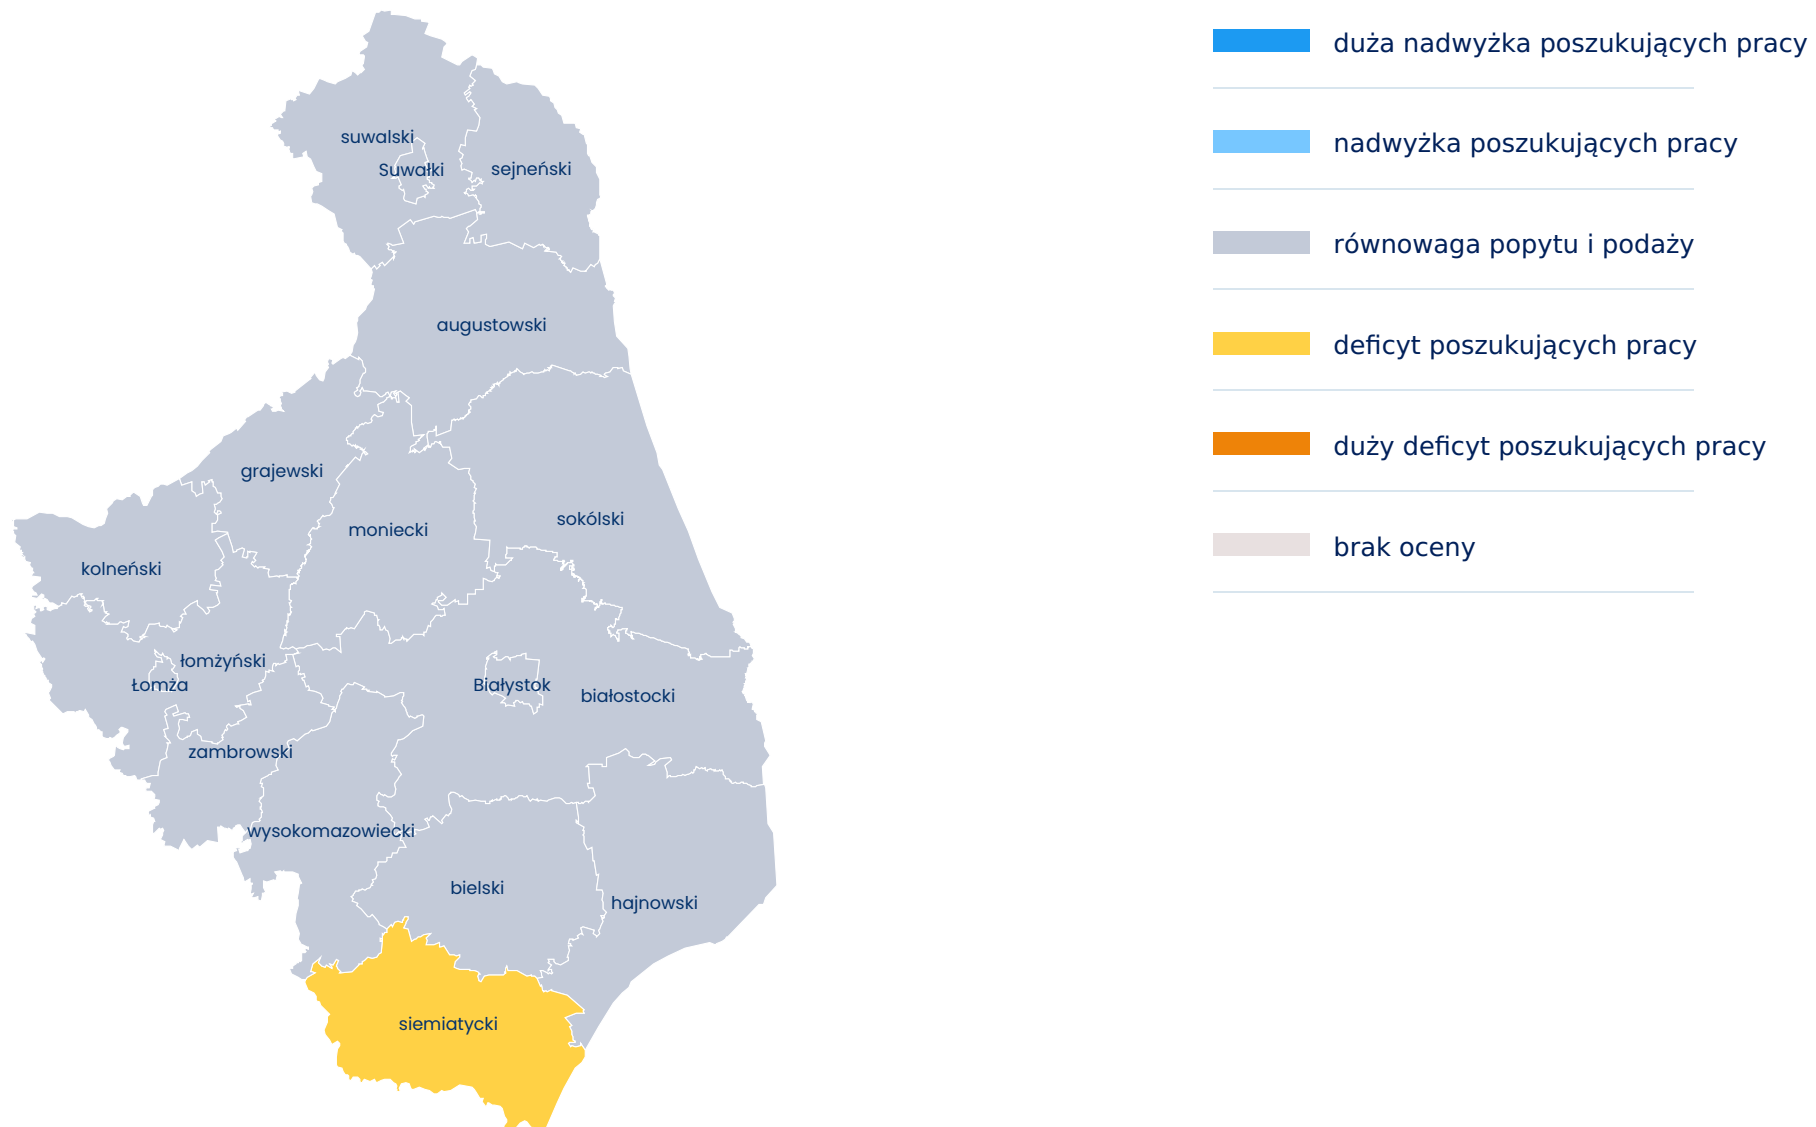 suwalski
Suwałki
sejneński
augustowski
grajewski
moniecki
sokólski
kolneński
łomżyński
Łomża
Białystok
białostocki
zambrowski
wysokomazowiecki
bielski
hajnowski
siemiatycki
duża nadwyżka poszukujących pracy
nadwyżka poszukujących pracy
równowaga popytu i podaży
deficyt poszukujących pracy
duży deficyt poszukujących pracy
brak oceny